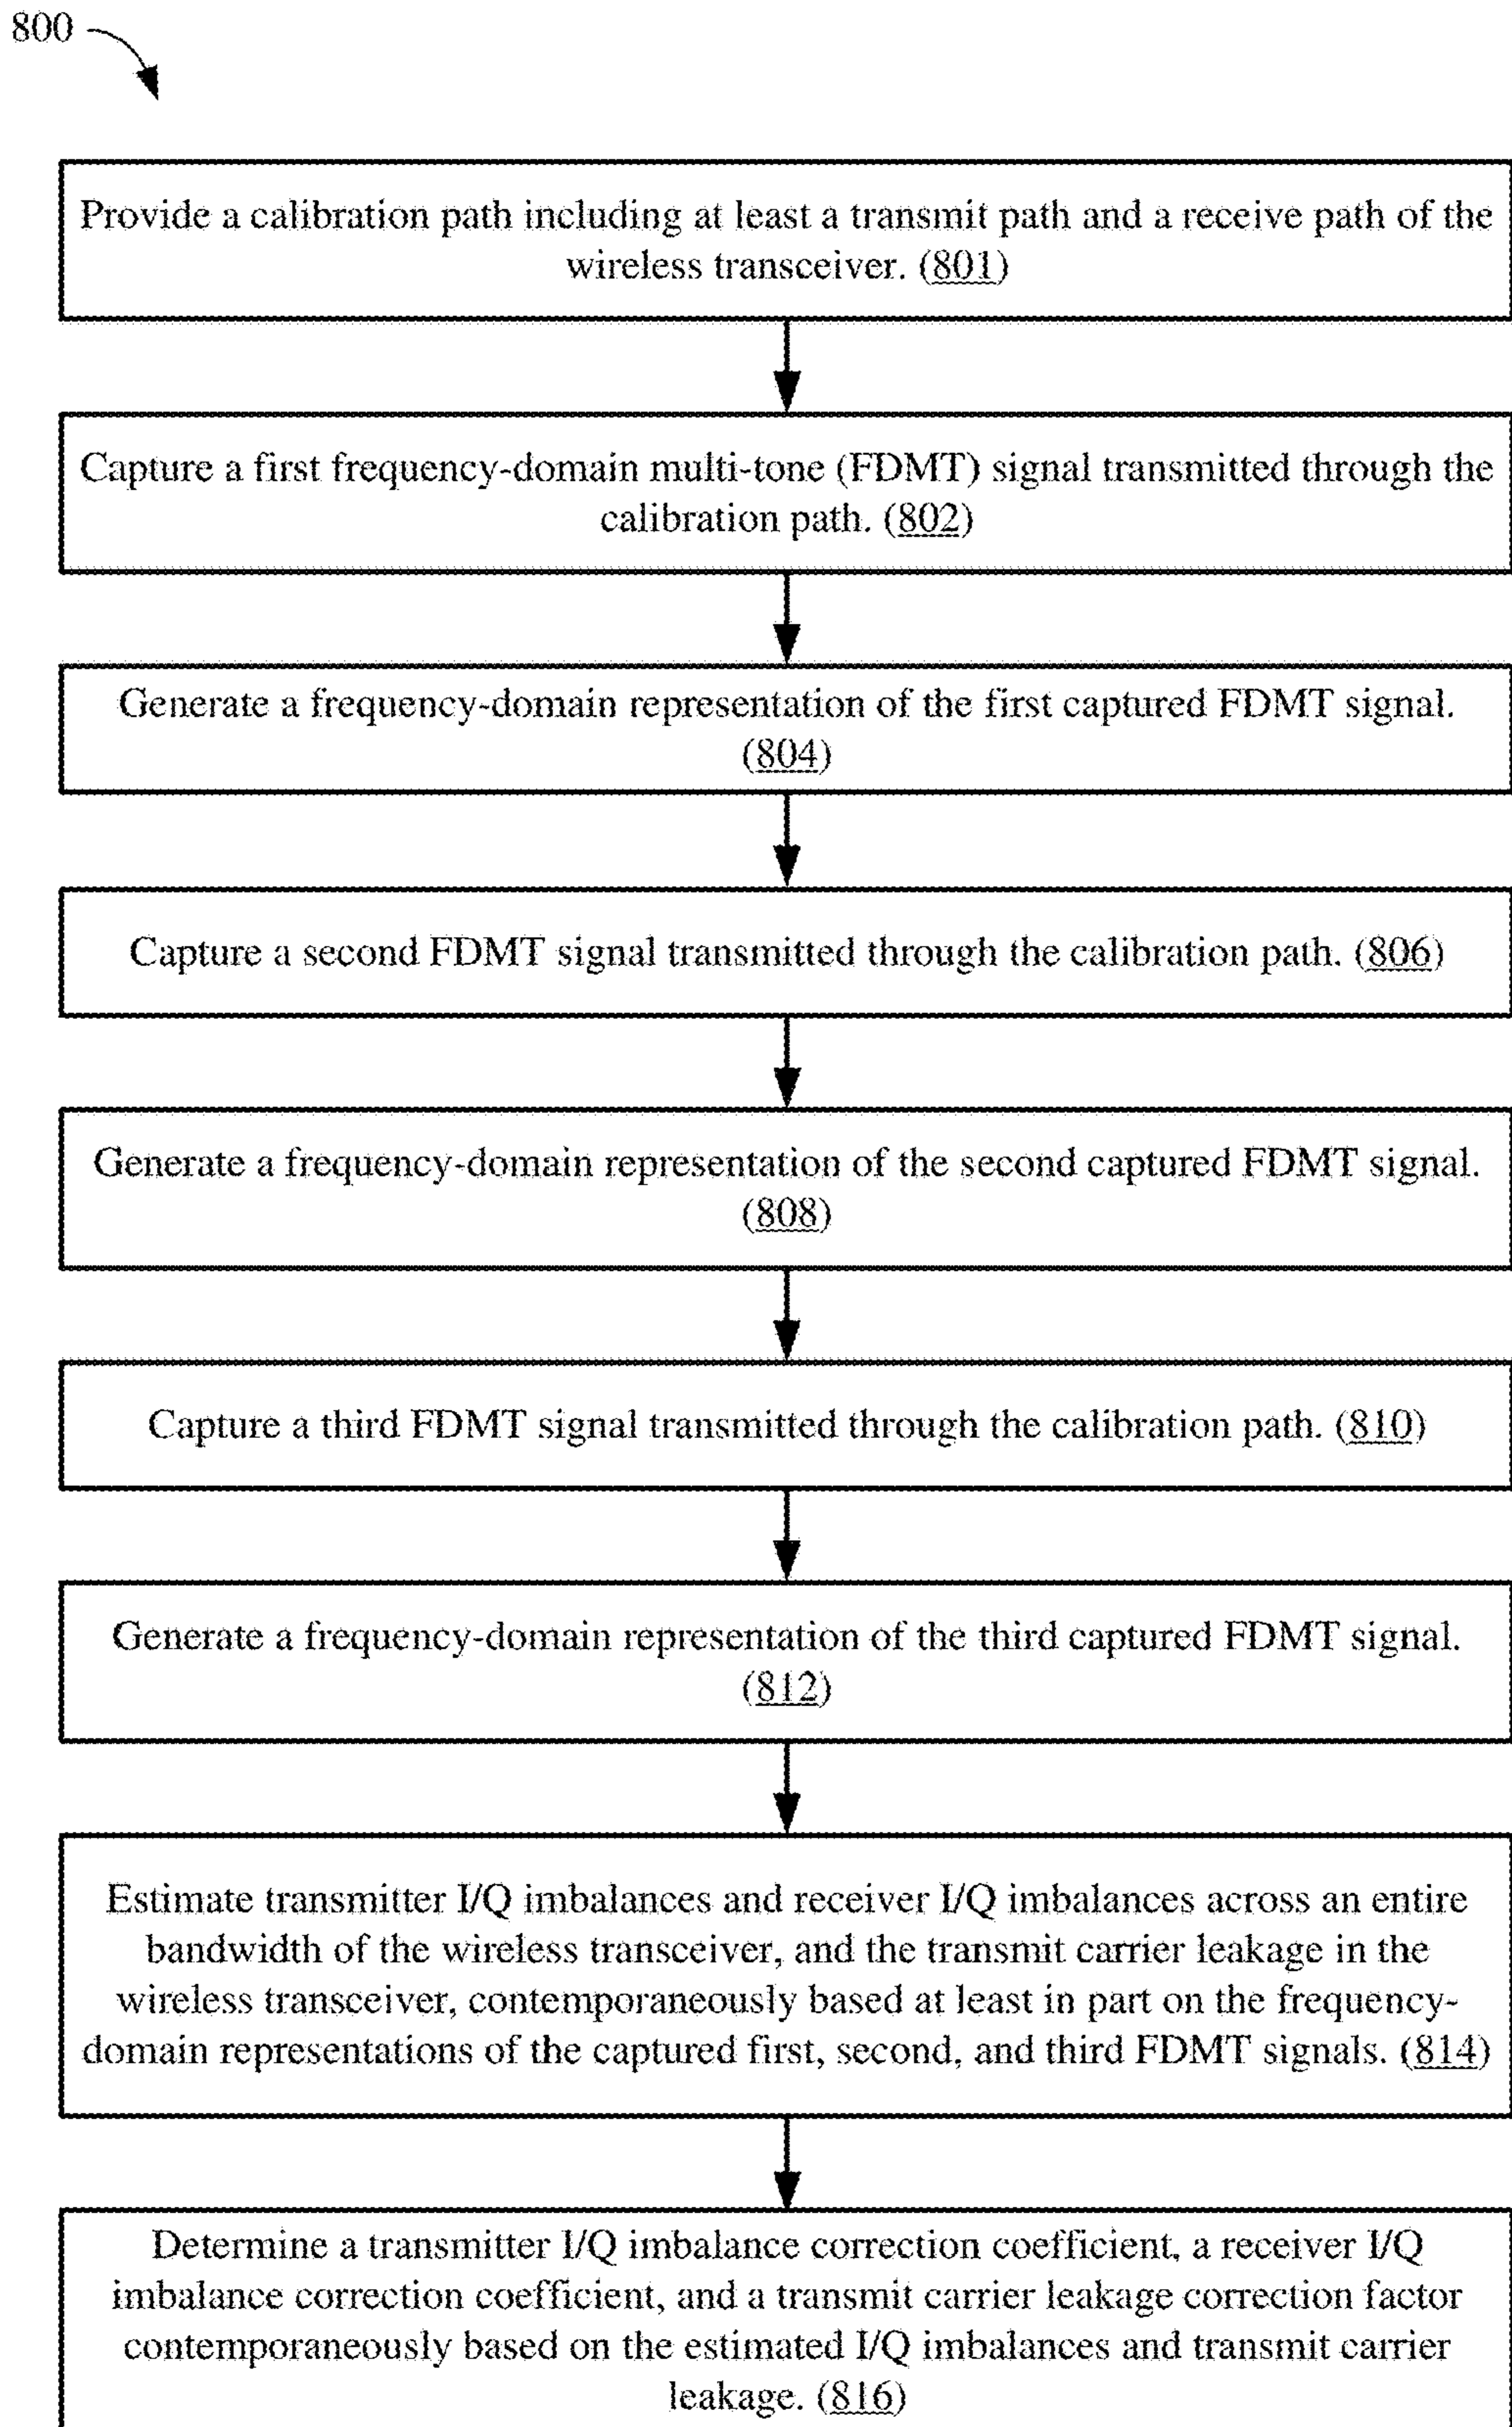 800
Provide a calibration path including at least a transmit path and a receive path of the
wireless transceiver. (801)
Capture a first frequency-domain multi-tone (FDMT) signal transmitted through the
calibration path. (802)
Generate a frequency-domain representation of the first captured FDMT signal.
(804)
Capture a second FDMT signal transmitted through the calibration path. (806)
Generate a frequency-domain representation of the second captured FDMT signal.
(808)
Capture a third FDMT signal transmitted through the calibration path. (810)
Generate a frequency-domain representation of the third captured FDMT signal.
(812)
Estimate transmitter I/Q imbalances and receiver I/Q imbalances across an entire
bandwidth of the wireless transceiver, and the transmit carrier leakage in the
wireless transceiver, contemporaneously based at least in part on the frequency-
domain representations of the captured first, second, and third FDMT signals. (814)
Determine a transmitter I/Q imbalance correction coefficient, a receiver I/Q
imbalance correction coefficient, and a transmit carrier leakage correction factor
contemporaneously based on the estimated I/Q imbalances and transmit carrier
leakage. (816)